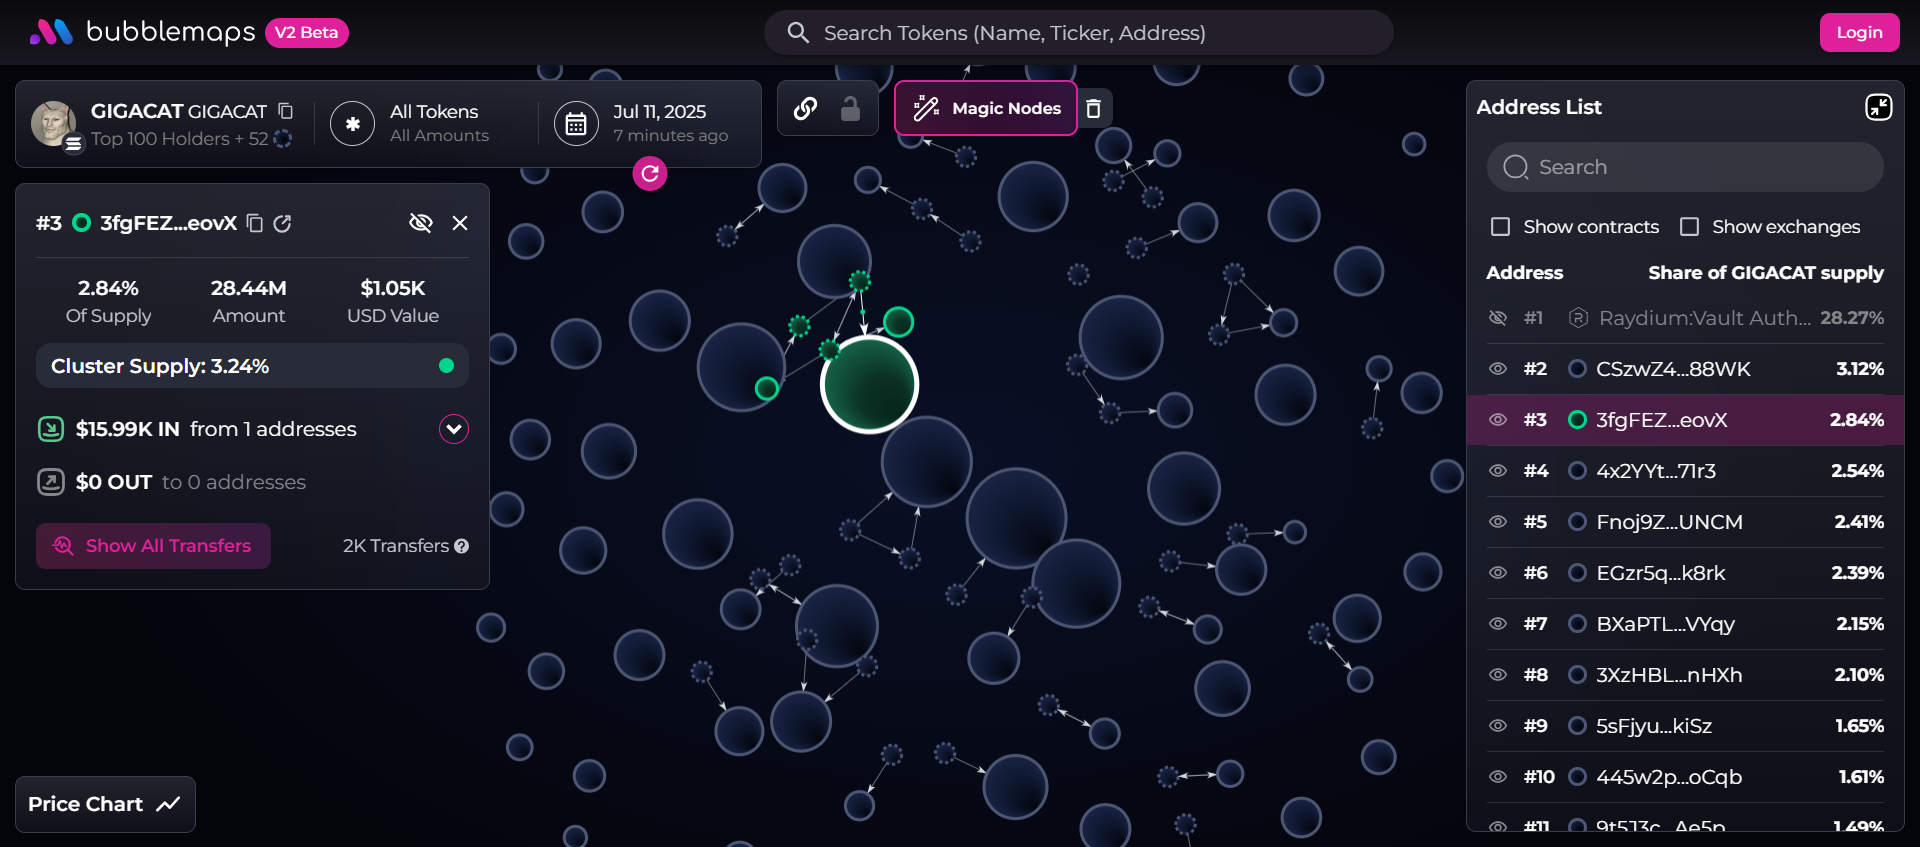 bubblemaps V2 Beta
Search Tokens (Name, Ticker, Address)
Login
GIGACAT GIGACAT
Top 100 Holders + 52
All Tokens
All Amounts
Jul 11, 2025
7 minutes ago
Magic Nodes
#3 3fgFEZ...eovX
2.84% 28.44M $1.05K
Of Supply Amount USD Value
Cluster Supply: 3.24%
$15.99K IN from 1 addresses
$0 OUT to 0 addresses
Show All Transfers 2K Transfers
Price Chart
Address List
Search
Show contracts Show exchanges
Address Share of GIGACAT supply
#1 Raydium:Vault Auth... 28.27%
#2 CSzwZ4...88WK 3.12%
#3 3fgFEZ...eovX 2.84%
#4 4x2YYt...71r3 2.54%
#5 Fnoj9Z...UNCM 2.41%
#6 EGzr5q...k8rk 2.39%
#7 BXaPTL...VYqy 2.15%
#8 3XzHBL...nHXh 2.10%
#9 5sFjyu...kiSz 1.65%
#10 445w2p...oCqb 1.61%
#11 1.49%